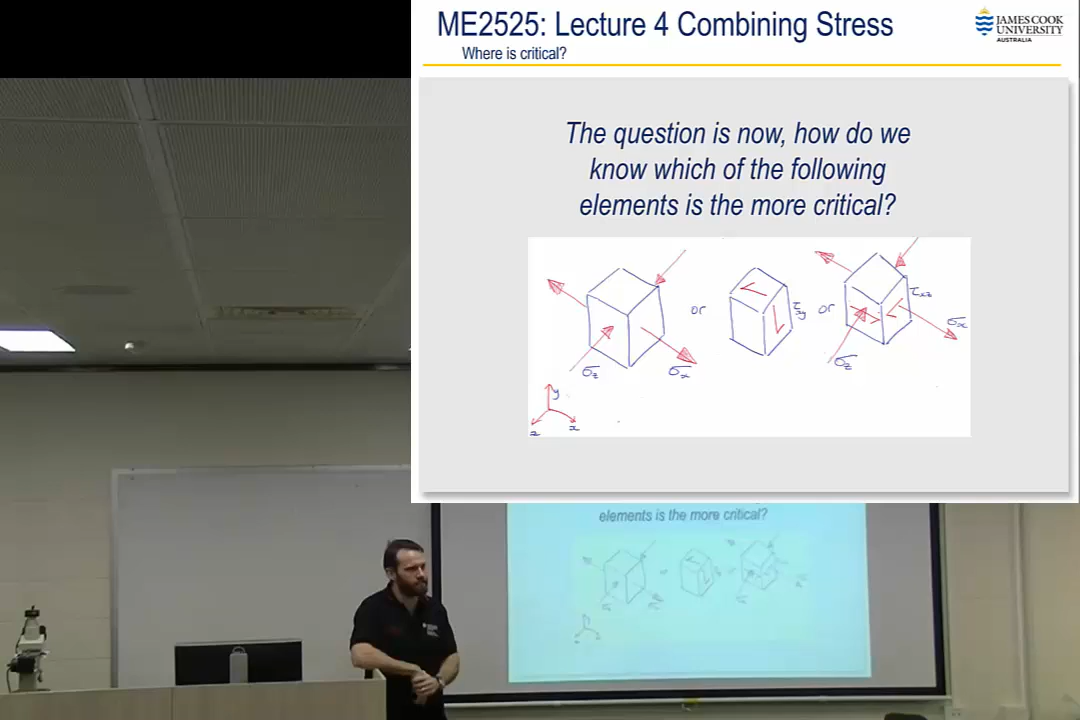 ME2525: Lecture 4 Combining Stress
Where is critical?
JAMES COOK
UNIVERSITY
AUSTRALIA
The question is now, how do we
know which of the following
elements is the more critical?
or
or
τxy
τxz
σx
σz
σz
σx
y
z
x
elements is the more critical?